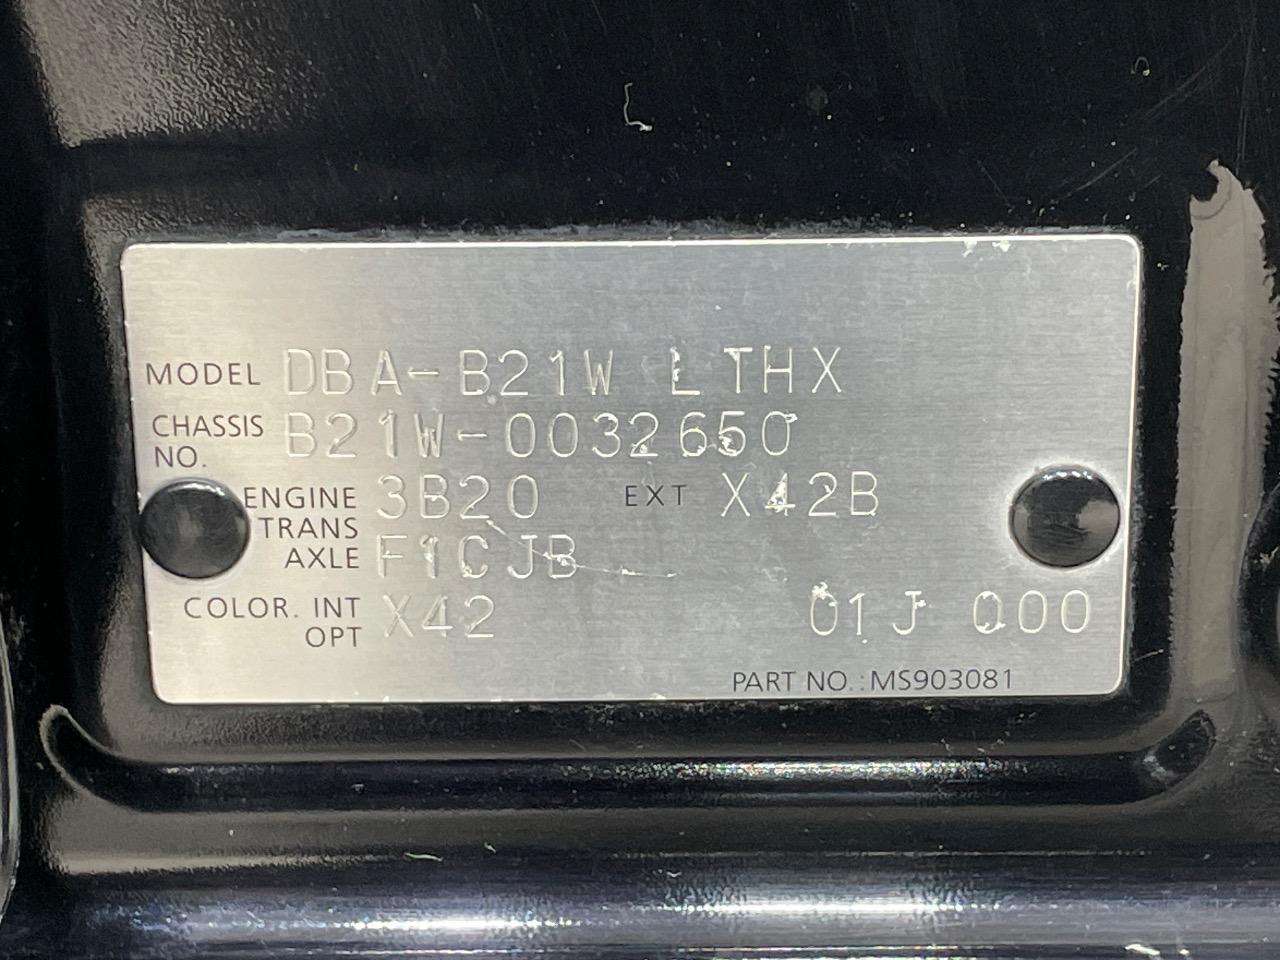 MODEL DBA-B21W LTHX
CHASSIS NO. B21W-0032650
ENGINE 3B20 EXT X42B
TRANS AXLE F1CJB
COLOR. INT OPT X42 01J 000
PART NO.:MS903081